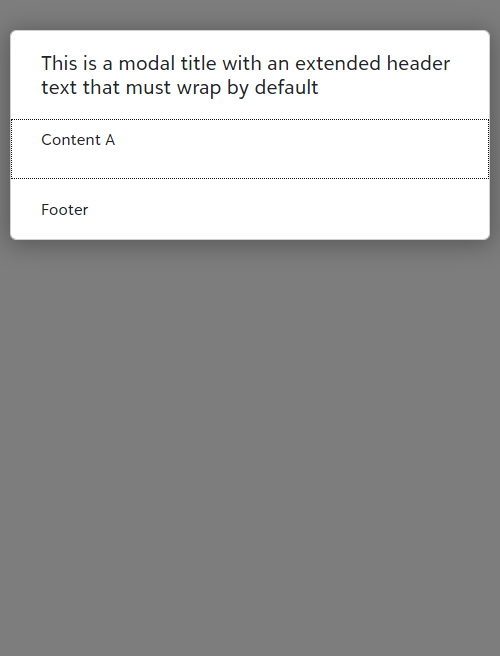 This is a modal title with an extended header
text that must wrap by default
Content A
Footer